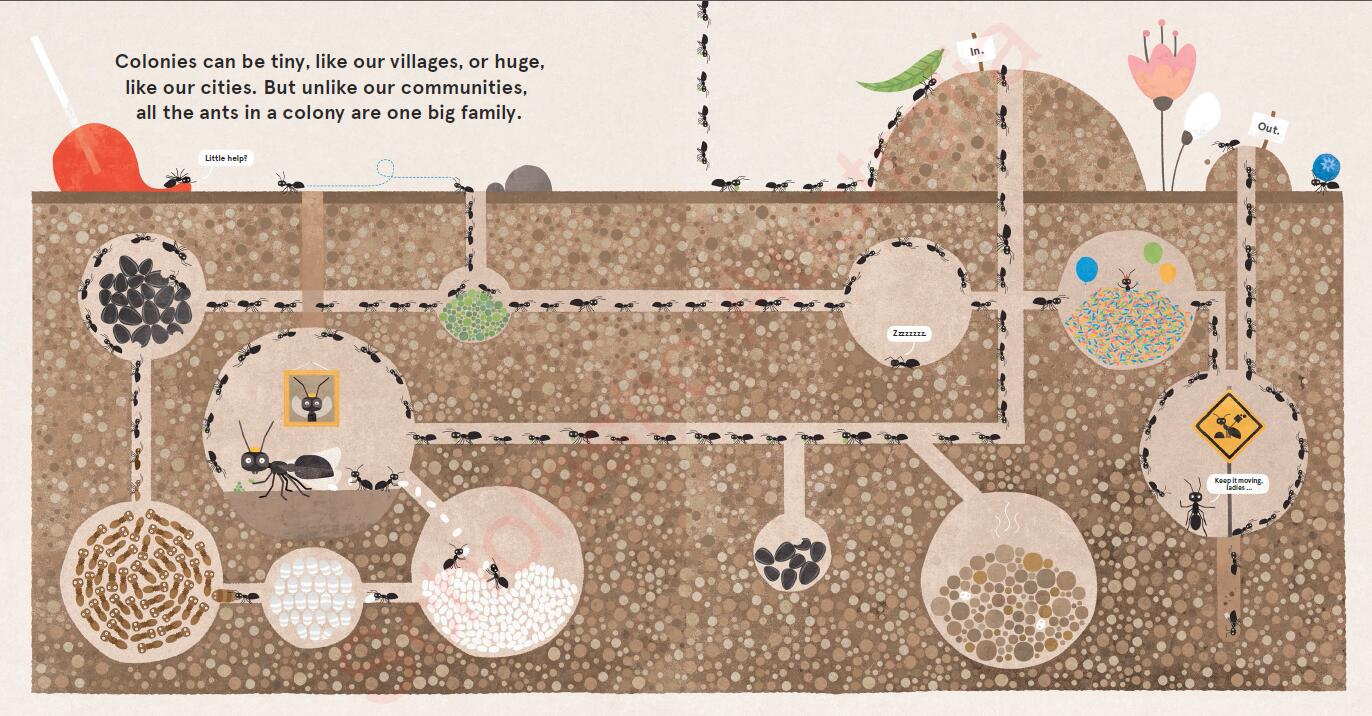 Colonies can be tiny, like our villages, or huge,
like our cities. But unlike our communities,
all the ants in a colony are one big family.
In.
Out.
Little help?
Zzzzzzzz.
Keep it moving,
ladies ...